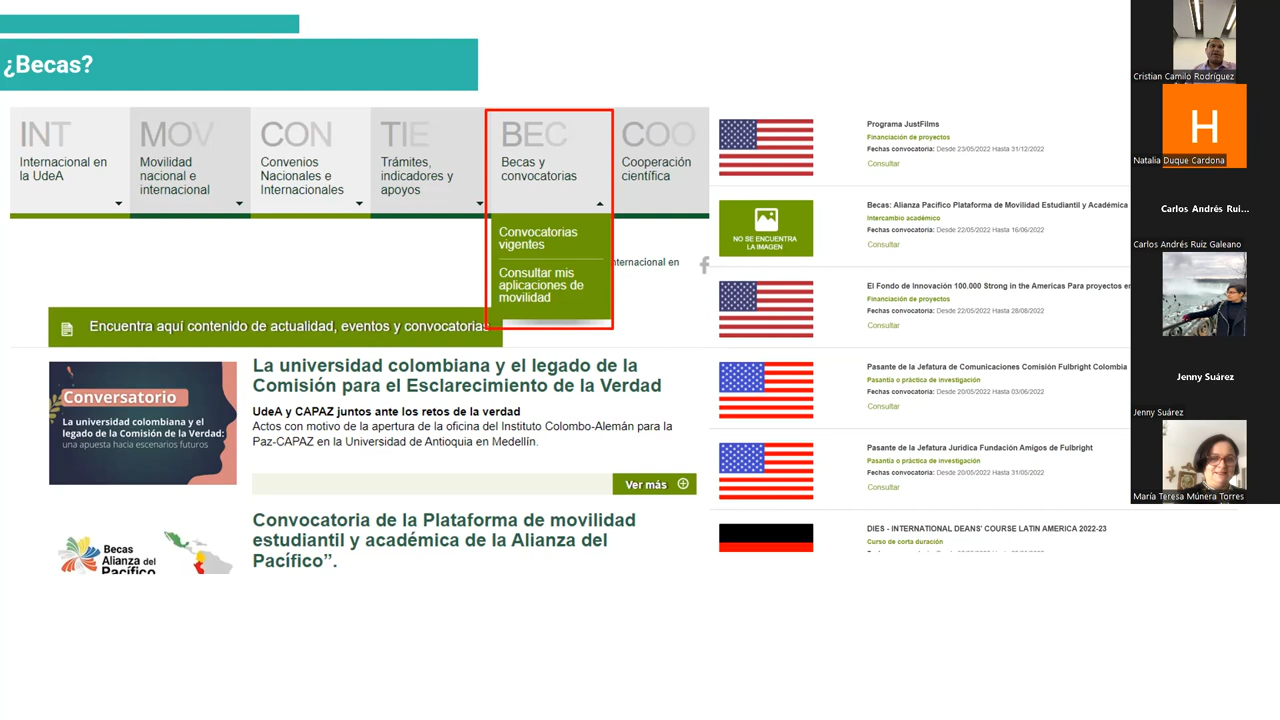 ¿Becas?
INT
Internacional en
la UdeA
MOV
Movilidad
nacional e
internacional
CON
Convenios
Nacionales e
Internacionales
TIE
Trámites,
indicadores y
apoyos
BEC
Becas y
convocatorias
COO
Cooperación
científica
Convocatorias
vigentes
Consultar mis
aplicaciones de
movilidad
nternacional en
Encuentra aquí contenido de actualidad, eventos y convocatorias
Conversatorio
La universidad colombiana y el
legado de la Comisión de la Verdad:
una apuesta hacia escenarios futuros
La universidad colombiana y el legado de la
Comisión para el Esclarecimiento de la Verdad
UdeA y CAPAZ juntos ante los retos de la verdad
Actos con motivo de la apertura de la oficina del Instituto Colombo-Alemán para la
Paz-CAPAZ en la Universidad de Antioquia en Medellín.
Ver más
Becas
Alianza del
Pacífico
Convocatoria de la Plataforma de movilidad
estudiantil y académica de la Alianza del
Pacífico”.
Programa JustFilms
Financiación de proyectos
Fechas convocatoria: Desde 23/05/2022 Hasta 31/12/2022
Consultar
NO SE ENCUENTRA
LA IMAGEN
Becas: Alianza Pacífico Plataforma de Movilidad Estudiantil y Académica
Intercambio académico
Fechas convocatoria: Desde 22/05/2022 Hasta 16/06/2022
Consultar
El Fondo de Innovación 100.000 Strong in the Americas Para proyectos en
Financiación de proyectos
Fechas convocatoria: Desde 22/05/2022 Hasta 28/08/2022
Consultar
Pasante de la Jefatura de Comunicaciones Comisión Fulbright Colombia
Pasantía o práctica de investigación
Fechas convocatoria: Desde 20/05/2022 Hasta 03/06/2022
Consultar
Pasante de la Jefatura Jurídica Fundación Amigos de Fulbright
Pasantía o práctica de investigación
Fechas convocatoria: Desde 20/05/2022 Hasta 31/05/2022
Consultar
DIES - INTERNATIONAL DEANS' COURSE LATIN AMERICA 2022-23
Curso de corta duración
Cristian Camilo Rodríguez
H
Natalia Duque Cardona
Carlos Andrés Rui...
Carlos Andrés Ruiz Galeano
Jenny Suárez
Jenny Suárez
María Teresa Múnera Torres